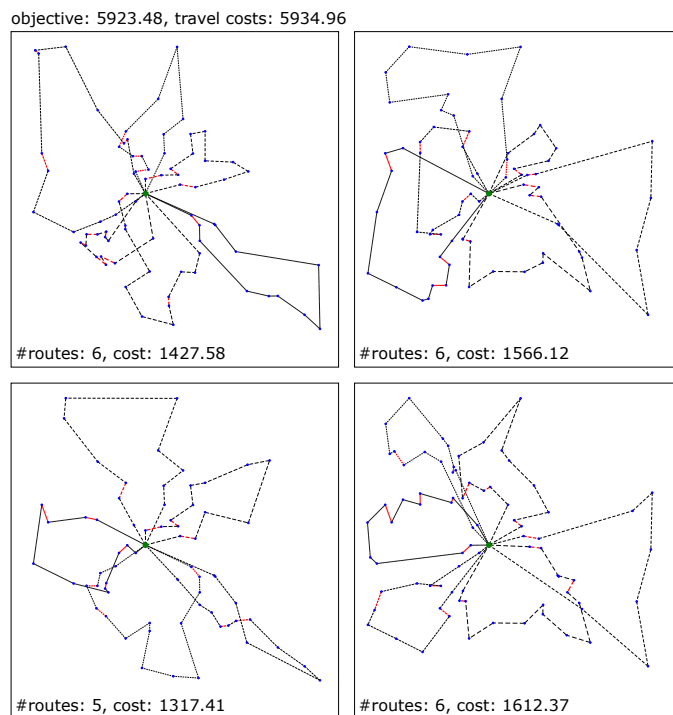 objective: 5923.48, travel costs: 5934.96
#routes: 6, cost: 1427.58
#routes: 6, cost: 1566.12
#routes: 5, cost: 1317.41
#routes: 6, cost: 1612.37